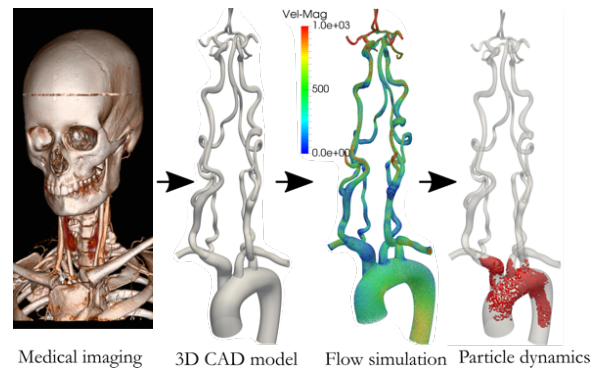 Vel-Mag
1.0e+03
500
0.0e+00
Medical imaging
3D CAD model
Flow simulation
Particle dynamics